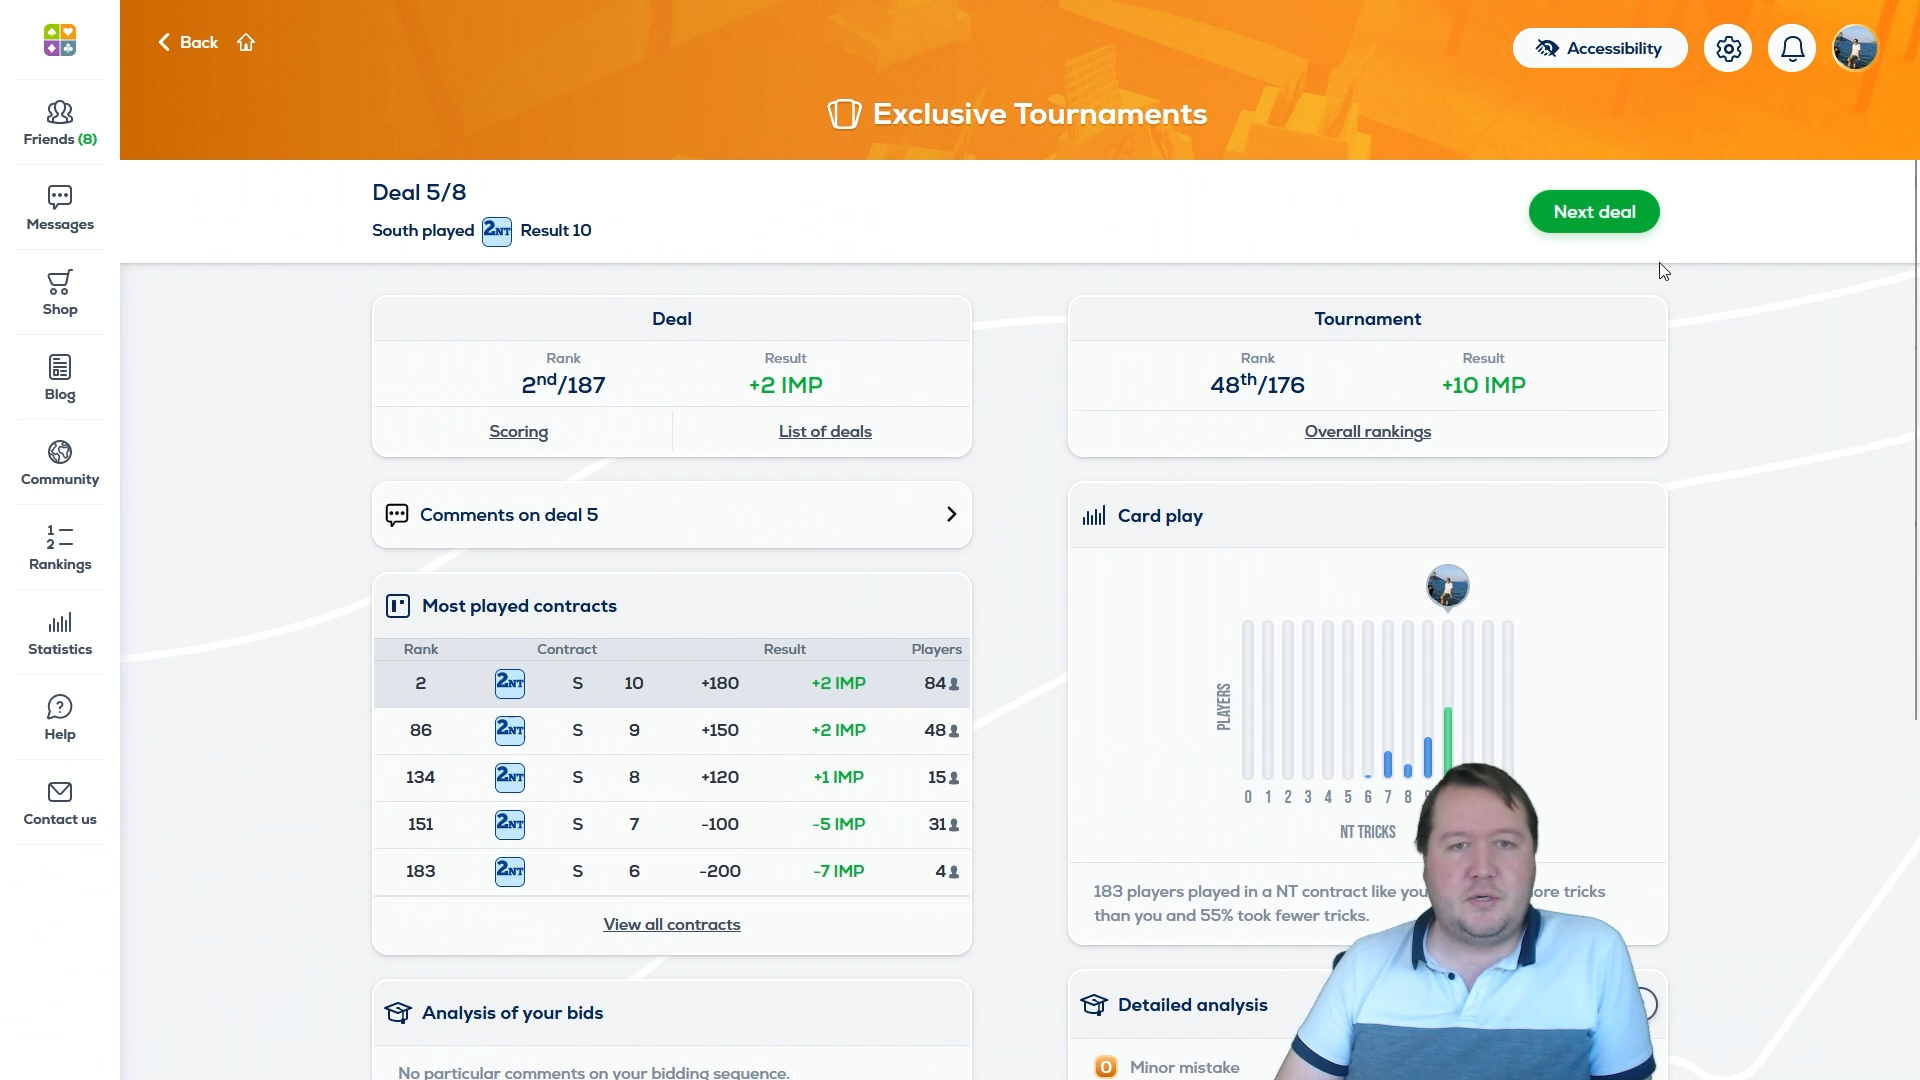 Back
Accessibility
Exclusive Tournaments
Friends (8)
Messages
Shop
Blog
Community
1
2
Rankings
Statistics
Help
Contact us
Deal 5/8
South played 2NT Result 10
Next deal
Deal
Rank Result
2nd/187 +2 IMP
Scoring List of deals
Tournament
Rank Result
48th/176 +10 IMP
Overall rankings
Comments on deal 5
Most played contracts
Rank Contract Result Players
2 2NT S 10 +180 +2 IMP 84
86 2NT S 9 +150 +2 IMP 48
134 2NT S 8 +120 +1 IMP 15
151 2NT S 7 -100 -5 IMP 31
183 2NT S 6 -200 -7 IMP 4
View all contracts
Analysis of your bids
No particular comments on your bidding sequence.
Card play
PLAYERS
0 1 2 3 4 5 6 7 8
NT TRICKS
183 players played in a NT contract like you
than you and 55% took fewer tricks.
Detailed analysis
0 Minor mistake